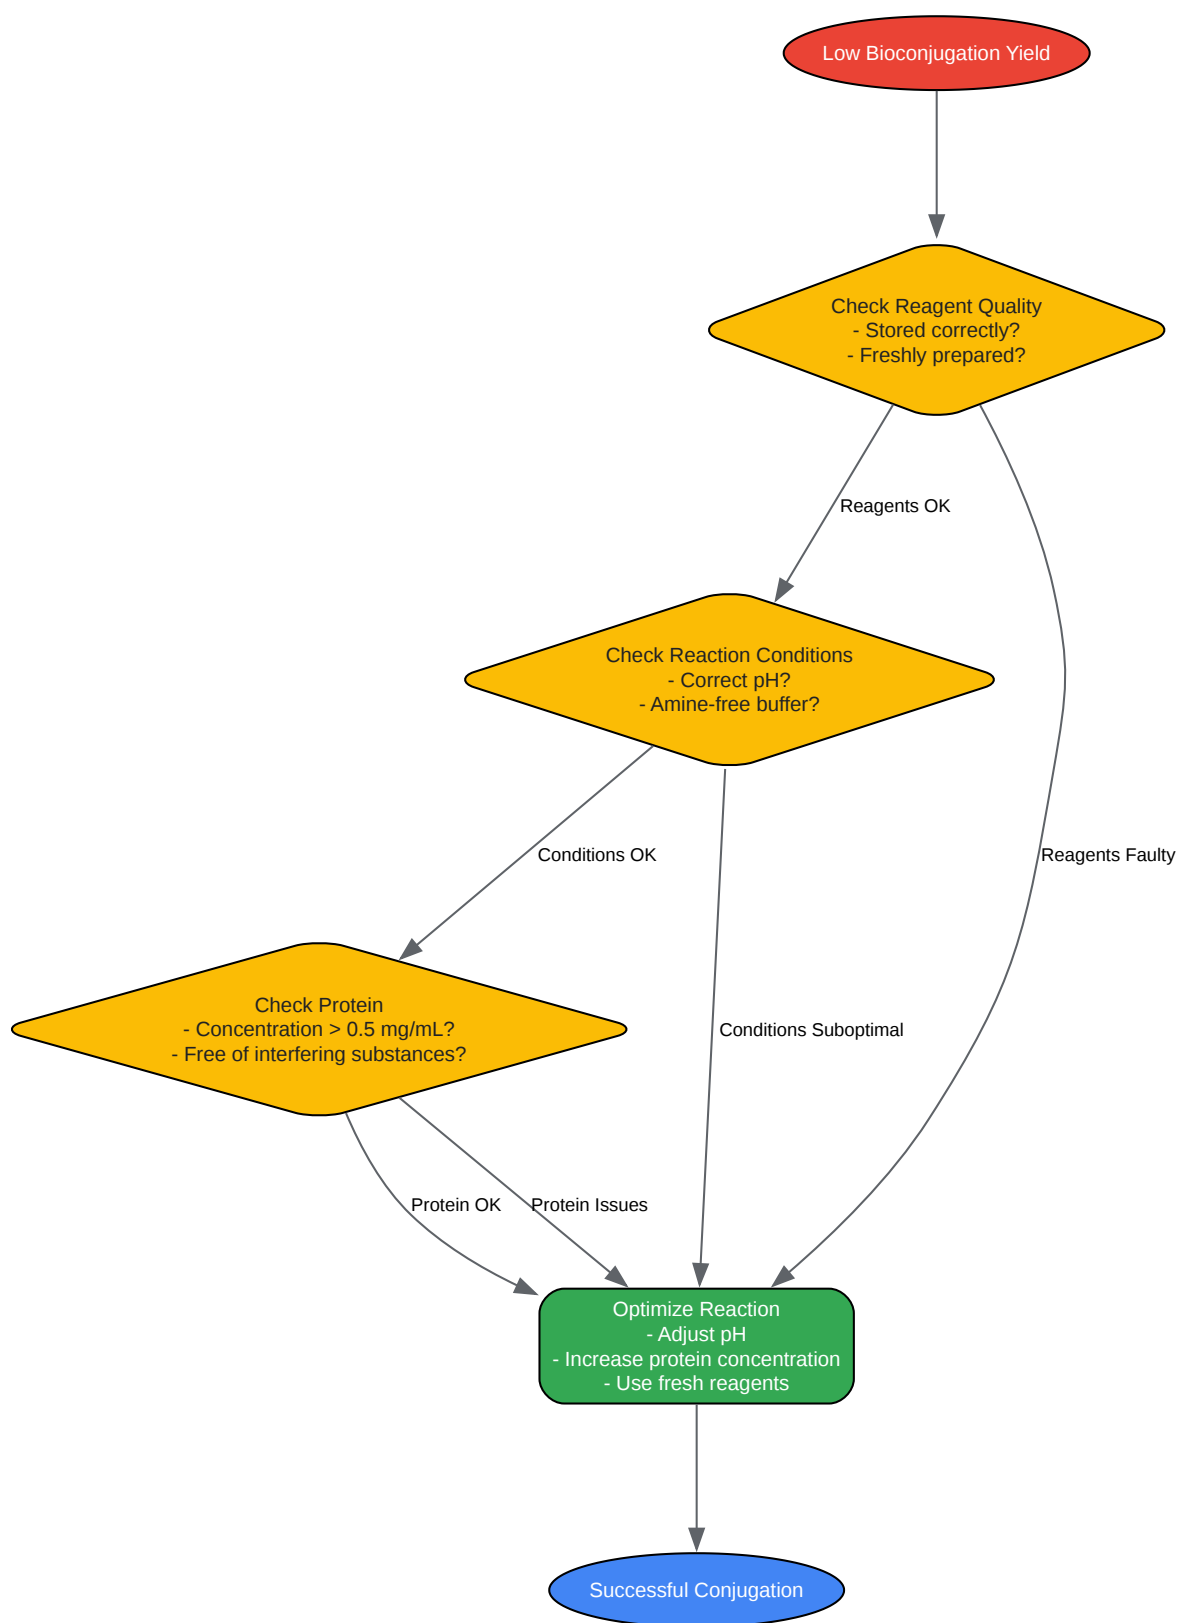 Low Bioconjugation Yield
Check Reagent Quality
- Stored correctly?
- Freshly prepared?
Reagents OK
Check Reaction Conditions
- Correct pH?
- Amine-free buffer?
Conditions OK
Reagents Faulty
Check Protein
- Concentration > 0.5 mg/mL?
- Free of interfering substances?
Conditions Suboptimal
Protein OK
Protein Issues
Optimize Reaction
- Adjust pH
- Increase protein concentration
- Use fresh reagents
Successful Conjugation